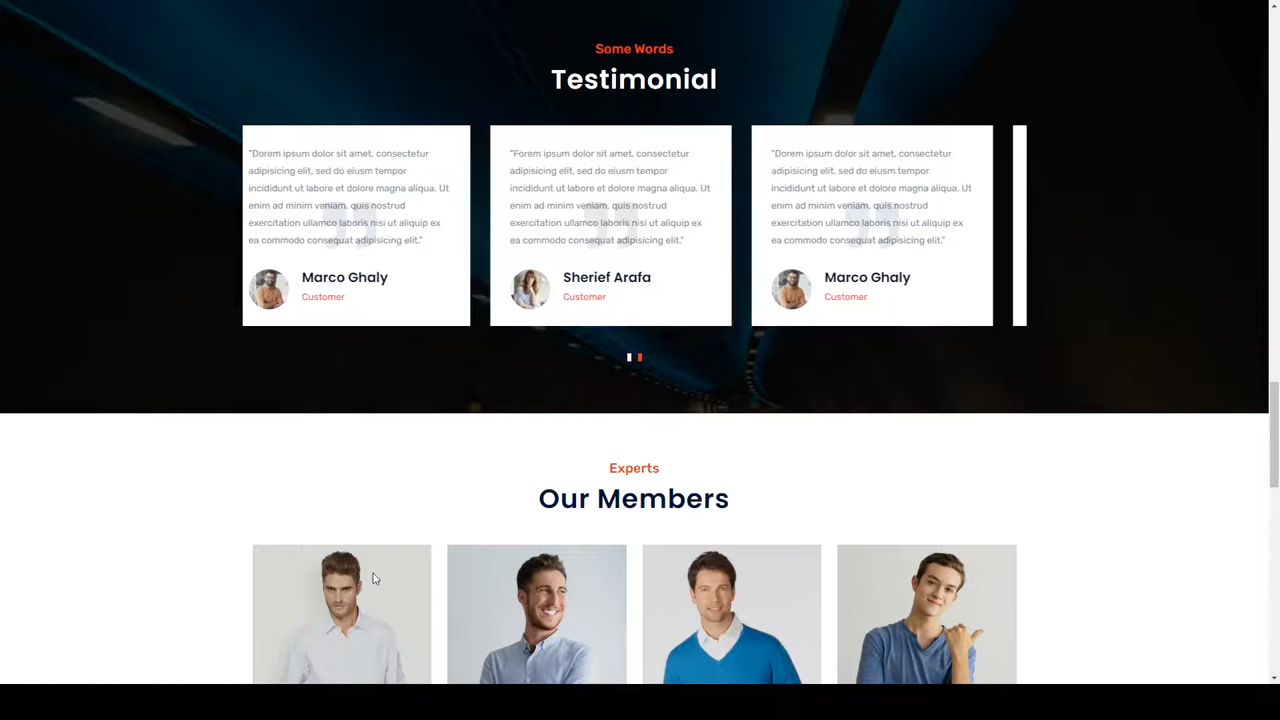 Some Words
Testimonial
"Dorem ipsum dolor sit amet, consectetur
adipisicing elit, sed do eiusm tempor
incididunt ut labore et dolore magna aliqua. Ut
enim ad minim veniam, quis nostrud
exercitation ullamco laboris nisi ut aliquip ex
ea commodo consequat adipisicing elit."
Marco Ghaly
Customer
"Forem ipsum dolor sit amet, consectetur
adipisicing elit, sed do eiusm tempor
incididunt ut labore et dolore magna aliqua. Ut
enim ad minim veniam, quis nostrud
exercitation ullamco laboris nisi ut aliquip ex
ea commodo consequat adipisicing elit."
Sherief Arafa
Customer
"Dorem ipsum dolor sit amet, consectetur
adipisicing elit, sed do eiusm tempor
incididunt ut labore et dolore magna aliqua. Ut
enim ad minim veniam, quis nostrud
exercitation ullamco laboris nisi ut aliquip ex
ea commodo consequat adipisicing elit."
Marco Ghaly
Customer
Experts
Our Members